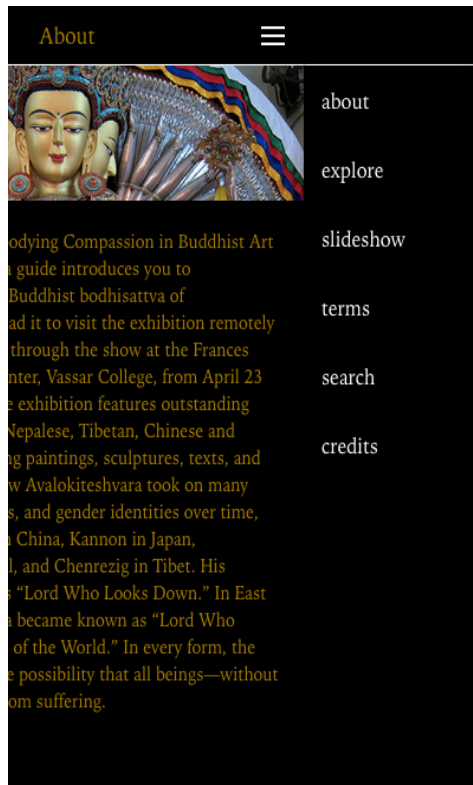 About
about
explore
slideshow
terms
search
credits
odying Compassion in Buddhist Art
a guide introduces you to
Buddhist bodhisattva of
ad it to visit the exhibition remotely
through the show at the Frances
nter, Vassar College, from April 23
e exhibition features outstanding
Nepalese, Tibetan, Chinese and
ng paintings, sculptures, texts, and
w Avalokiteshvara took on many
s, and gender identities over time,
n China, Kannon in Japan,
l, and Chenrezig in Tibet. His
s “Lord Who Looks Down.” In East
a became known as “Lord Who
of the World.” In every form, the
e possibility that all beings—without
om suffering.